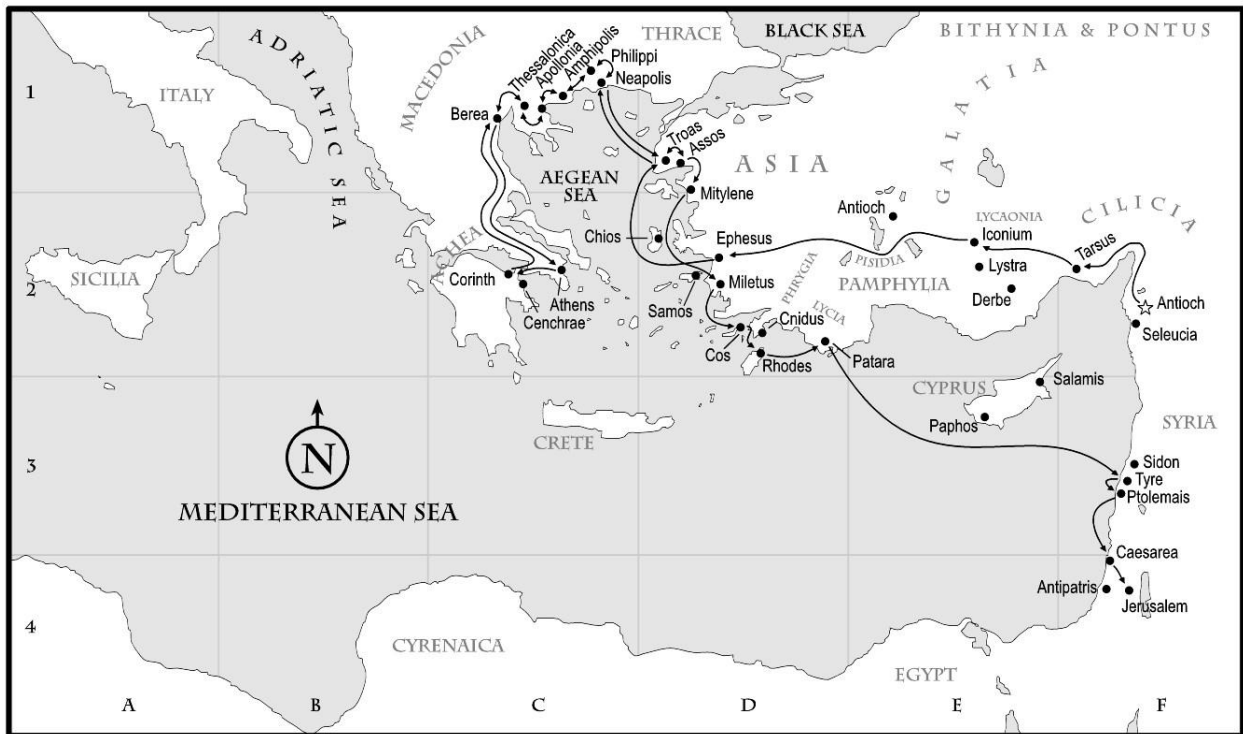 ADRIATIC SEA
MACEDONIA
THRACE
BLACK SEA
BITHYNIA & PONTUS
Thessalonica
Apollonia
Amphipolis
Philippi
Neapolis
1
ITALY
Berea
GALATIA
Troas
Assos
ASIA
AEGEAN
SEA
Mitylene
Antioch
LYCAONIA
CILICIA
Iconium
ACHEA
Chios
Ephesus
Tarsus
PISIDIA
Lystra
SICILIA
Corinth
2
Athens
Cenchrae
Samos
Miletus
PHRYGIA
PAMPHYLIA
Derbe
Antioch
Seleucia
LYCIA
Cnidus
Cos
Rhodes
Patara
CYPRUS
Salamis
Paphos
SYRIA
CRETE
N
3
MEDITERRANEAN SEA
Sidon
Tyre
Ptolemais
Caesarea
Antipatris
Jerusalem
4
CYRENAICA
EGYPT
A
B
C
D
E
F